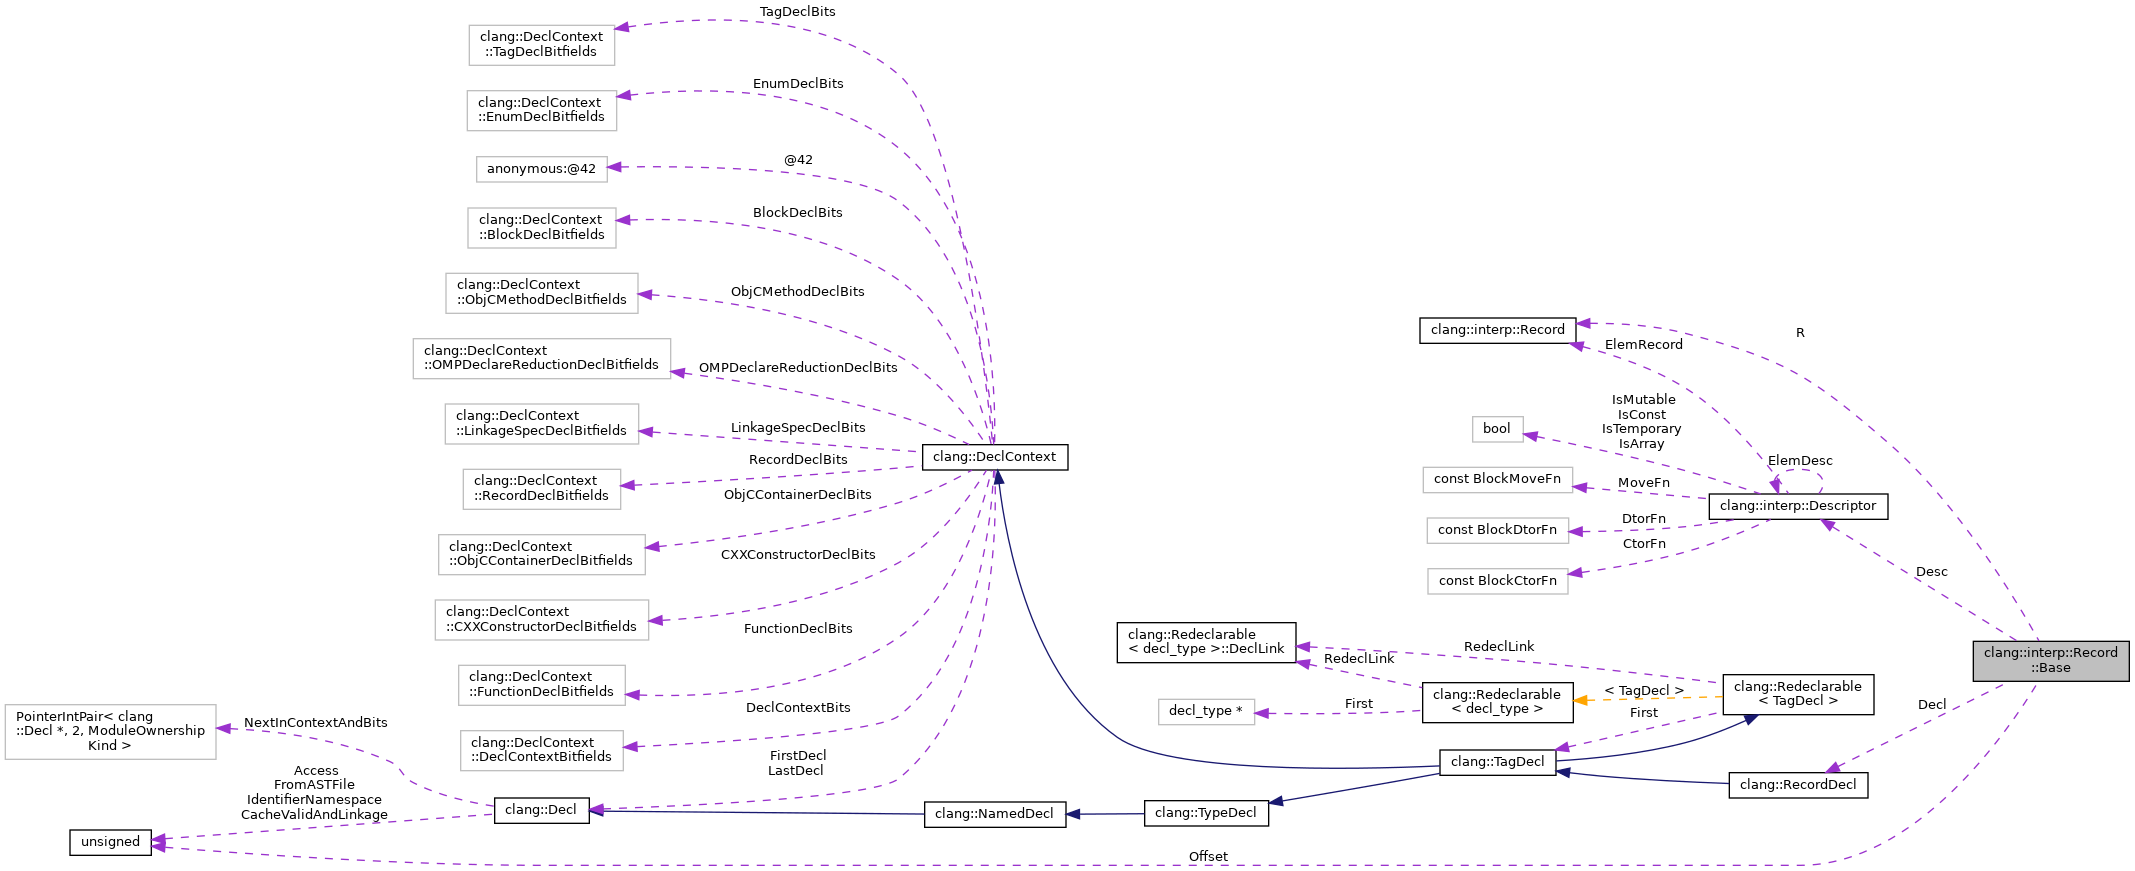 TagDeclBits
clang::DeclContext
::TagDeclBitfields
EnumDeclBits
clang::DeclContext
::EnumDeclBitfields
@42
anonymous:@42
BlockDeclBits
clang::DeclContext
::BlockDeclBitfields
ObjCMethodDeclBits
clang::DeclContext
::ObjCMethodDeclBitfields
OMPDeclareReductionDeclBits
clang::DeclContext
::OMPDeclareReductionDeclBitfields
LinkageSpecDeclBits
clang::DeclContext
::LinkageSpecDeclBitfields
RecordDeclBits
clang::DeclContext
::RecordDeclBitfields
ObjCContainerDeclBits
clang::DeclContext
::ObjCContainerDeclBitfields
CXXConstructorDeclBits
clang::DeclContext
::CXXConstructorDeclBitfields
FunctionDeclBits
clang::DeclContext
::FunctionDeclBitfields
DeclContextBits
clang::DeclContext
::DeclContextBitfields
FirstDecl
LastDecl
clang::DeclContext
PointerIntPair< clang
::Decl *, 2, ModuleOwnership
Kind >
NextInContextAndBits
Access
FromASTFile
IdentifierNamespace
CacheValidAndLinkage
unsigned
clang::Decl
clang::NamedDecl
clang::TypeDecl
clang::TagDecl
clang::RecordDecl
Offset
clang::interp::Record
R
ElemRecord
IsMutable
IsConst
IsTemporary
IsArray
bool
ElemDesc
const BlockMoveFn
MoveFn
clang::interp::Descriptor
const BlockDtorFn
DtorFn
CtorFn
const BlockCtorFn
Desc
clang::Redeclarable
< decl_type >::DeclLink
RedeclLink
RedeclLink
clang::Redeclarable
< decl_type >
< TagDecl >
clang::Redeclarable
< TagDecl >
decl_type *
First
First
clang::interp::Record
::Base
Decl